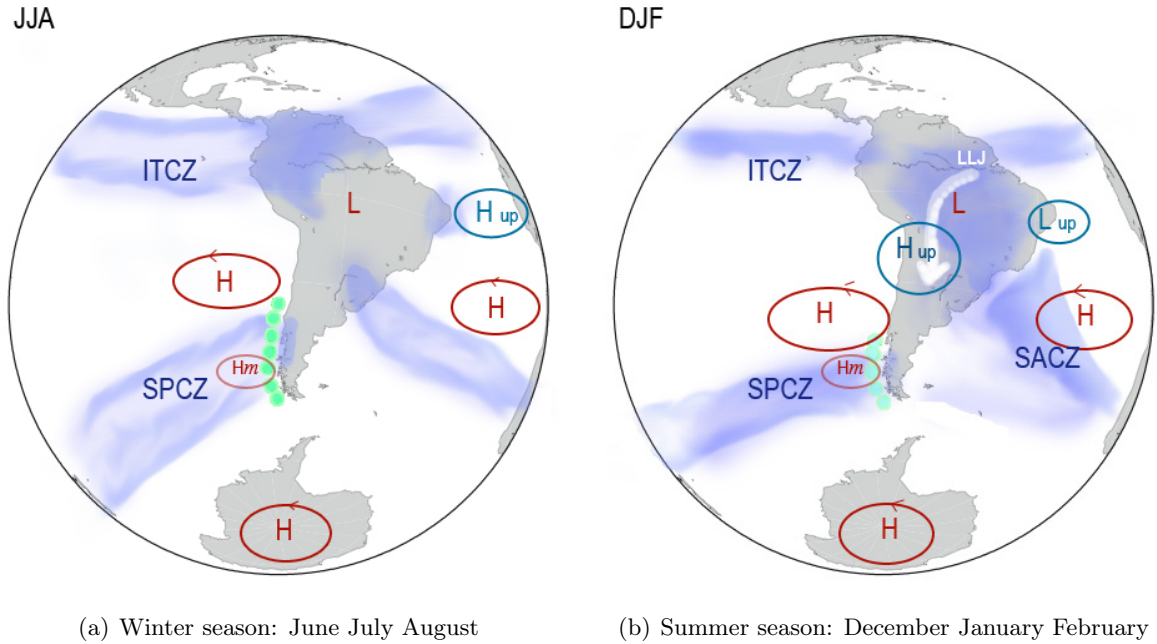 JJA
ITCZ
L
H up
H
H
Hm
SPCZ
H
(a) Winter season: June July August
DJF
ITCZ
LLJ
L
L up
H up
H
H
SACZ
Hm
SPCZ
H
(b) Summer season: December January February